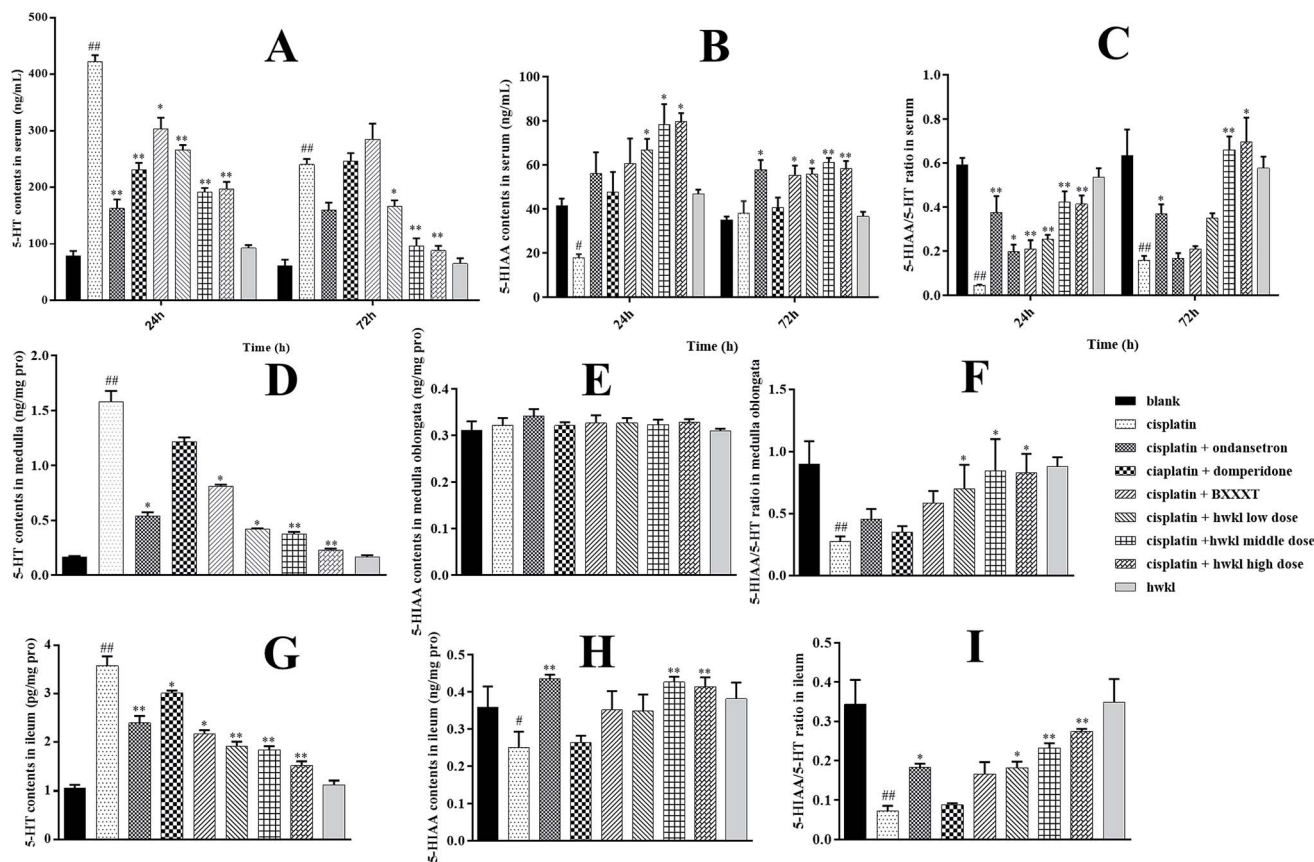 A
5-HT contents in serum (ng/mL)
500
400
300
200
100
0
##
**
**
*
**
**
**
##
*
**
**
24h
72h
Time (h)
B
5-HIAA contents in serum (ng/mL)
100
80
60
40
20
0
#
*
*
*
*
*
*
**
**
24h
72h
Time (h)
C
5-HIAA/5-HT ratio in serum
1.0
0.8
0.6
0.4
0.2
0.0
##
**
*
**
**
**
**
##
*
**
*
24h
72h
Time (h)
D
5-HT contents in medulla (ng/mg pro)
2.0
1.5
1.0
0.5
0.0
##
*
*
*
**
**
E
5-HIAA contents in medulla oblongata (ng/mg pro)
0.4
0.3
0.2
0.1
0.0
F
5-HIAA/5-HT ratio in medulla oblongata
1.5
1.0
0.5
0.0
##
*
*
*
blank
cisplatin
cisplatin + ondansetron
ciaplatin + domperidone
cisplatin + BXXXT
cisplatin + hwkl low dose
cisplatin +hwkl middle dose
cisplatin + hwkl high dose
hwkl
G
5-HT contents in ileum (pg/mg pro)
4
3
2
1
0
##
**
*
*
**
**
**
H
5-HIAA contents in ileum (ng/mg pro)
0.5
0.4
0.3
0.2
0.1
0.0
#
**
**
**
I
5-HIAA/5-HT ratio in ileum
0.5
0.4
0.3
0.2
0.1
0.0
##
*
*
**
**